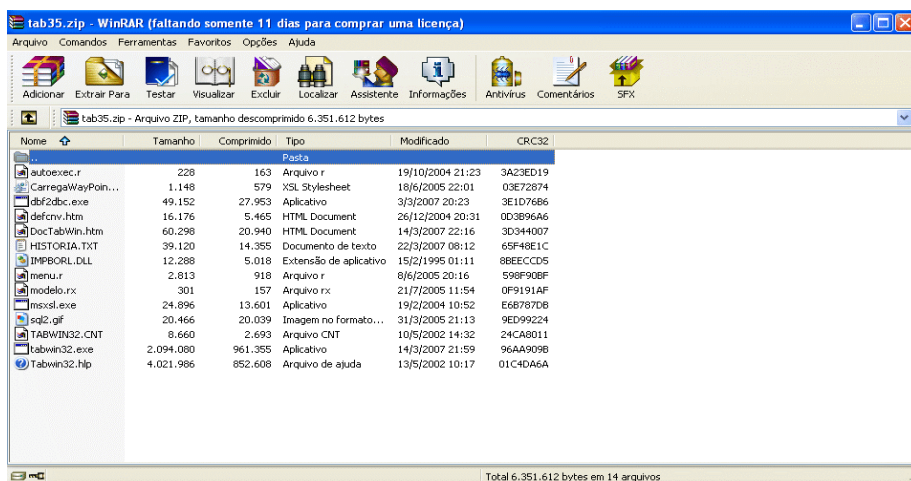 tab35.zip - WinRAR (faltando somente 11 dias para comprar uma licença)
Arquivo Comandos Ferramentas Favoritos Opções Ajuda
Adicionar Extrair Para Testar Visualizar Excluir Localizar Assistente Informações Antivírus Comentários SFX
tab35.zip - Arquivo ZIP, tamanho descomprimido 6.351.612 bytes
Nome Tamanho Comprimido Tipo Modificado CRC32
.. Pasta
autoexec.r 228 163 Arquivo r 19/10/2004 21:23 3A23ED19
CarregaWayPoin... 1.148 579 XSL Stylesheet 18/6/2005 22:01 03E72874
dbf2dbc.exe 49.152 27.953 Aplicativo 3/3/2007 20:23 3E1D76B6
defcnv.htm 16.176 5.465 HTML Document 26/12/2004 20:31 0D3B96A6
DocTabWin.htm 60.298 20.940 HTML Document 14/3/2007 22:16 3D344007
HISTORIA.TXT 39.120 14.355 Documento de texto 22/3/2007 08:12 65F48E1C
IMPBORL.DLL 12.288 5.018 Extensão de aplicativo 15/2/1995 01:11 8BEECCD5
menu.r 2.813 918 Arquivo r 8/6/2005 20:16 598F90BF
modelo.rx 301 157 Arquivo rx 21/7/2005 11:54 0F9191AF
msxsl.exe 24.896 13.601 Aplicativo 19/2/2004 10:52 E6B787DB
sql2.gif 20.466 20.039 Imagem no formato... 31/3/2005 21:13 9ED99224
TABWIN32.CNT 8.660 2.693 Arquivo CNT 10/5/2002 14:32 24CA8011
tabwin32.exe 2.094.080 961.355 Aplicativo 14/3/2007 21:59 96AA909B
Tabwin32.hlp 4.021.986 852.608 Arquivo de ajuda 13/5/2002 10:17 01C4DA6A
Total 6.351.612 bytes em 14 arquivos